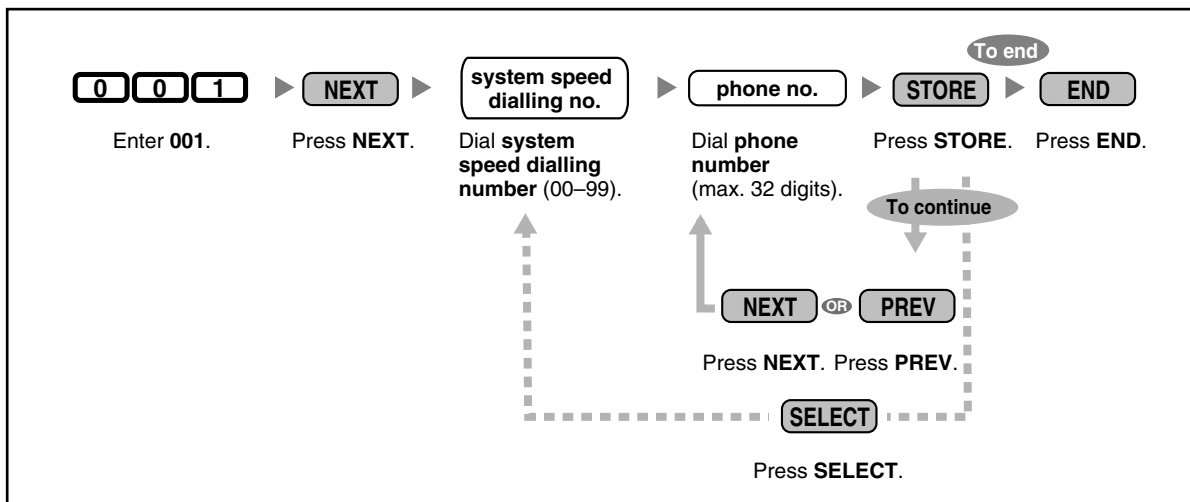 To end
0 0 1 NEXT system speed dialling no. phone no. STORE END
Enter 001. Press NEXT. Dial system speed dialling number (00–99). Dial phone number (max. 32 digits). Press STORE. Press END.
To continue
NEXT OR PREV
Press NEXT. Press PREV.
SELECT
Press SELECT.